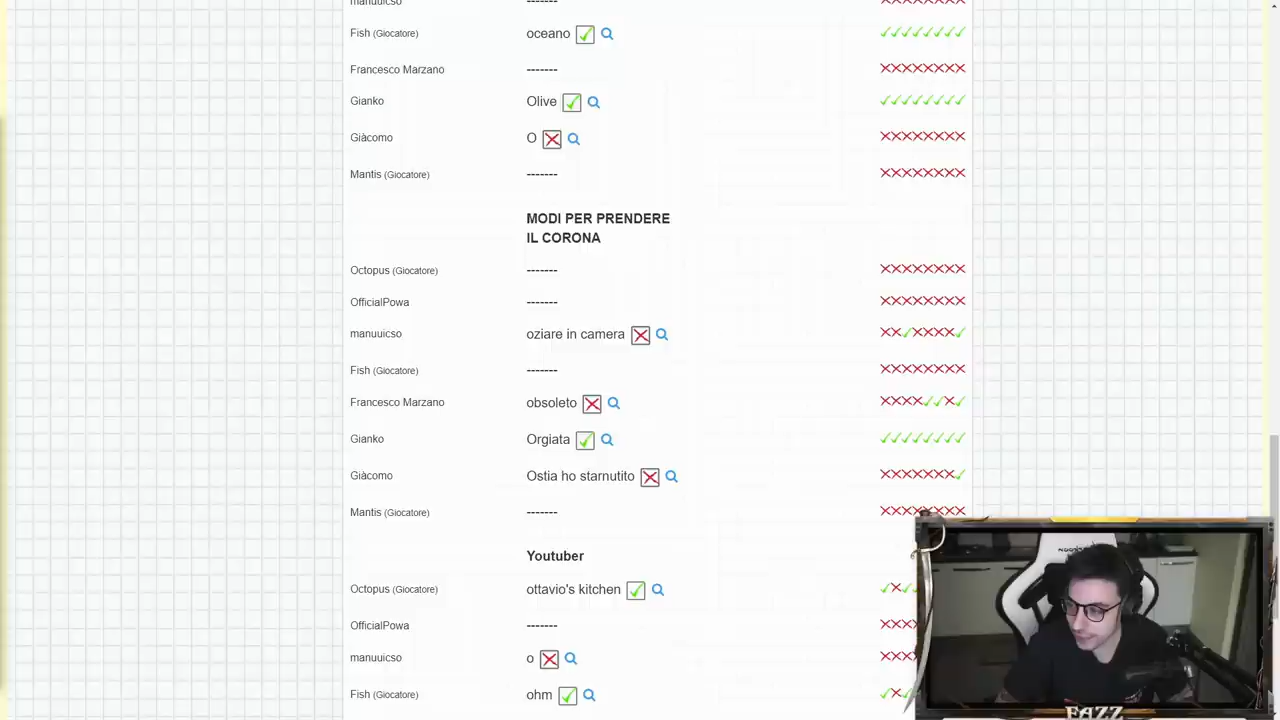 manuuicso -------
Fish (Giocatore) oceano
Francesco Marzano -------
Gianko Olive
Giàcomo O
Mantis (Giocatore) -------
MODI PER PRENDERE
IL CORONA
Octopus (Giocatore) -------
OfficialPowa -------
manuuicso oziare in camera
Fish (Giocatore) -------
Francesco Marzano obsoleto
Gianko Orgiata
Giàcomo Ostia ho starnutito
Mantis (Giocatore) -------
Youtuber
Octopus (Giocatore) ottavio's kitchen
OfficialPowa -------
manuuicso o
Fish (Giocatore) ohm
FAZZ